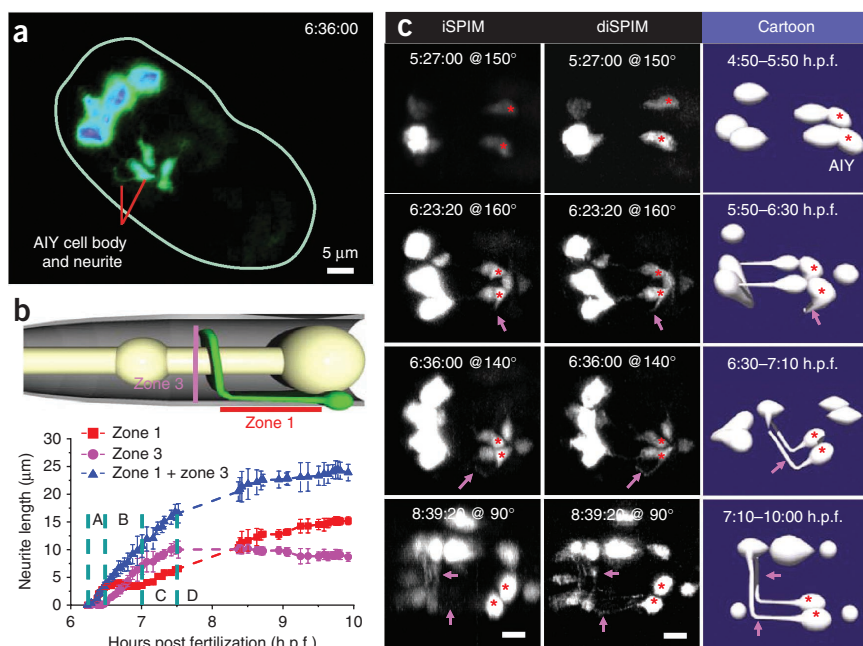 a
6:36:00
AIY cell body
and neurite
5 μm
b
Zone 3
Zone 1
Zone 1
Zone 3
Zone 1 + zone 3
Neurite length (μm)
30
25
20
15
10
5
0
A
B
C
D
6
7
8
9
10
Hours post fertilization (h.p.f.)
c
iSPIM
diSPIM
Cartoon
5:27:00 @150°
5:27:00 @150°
4:50–5:50 h.p.f.
*
*
*
*
*
*
AIY
6:23:20 @160°
6:23:20 @160°
5:50–6:30 h.p.f.
*
*
*
*
*
*
6:36:00 @140°
6:36:00 @140°
6:30–7:10 h.p.f.
*
*
*
*
*
*
8:39:20 @ 90°
8:39:20 @ 90°
7:10–10:00 h.p.f.
*
*
*
*
*
*